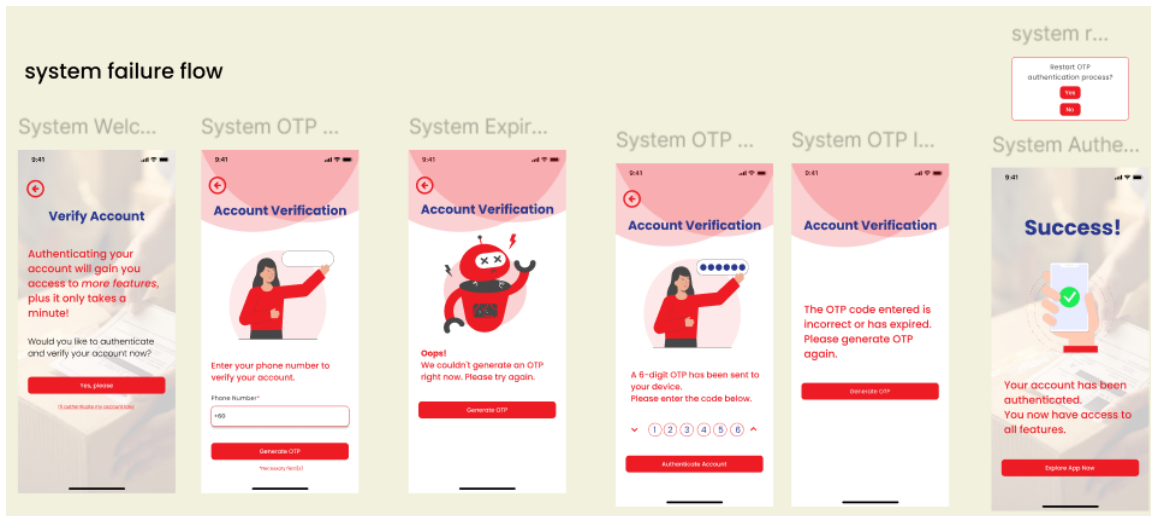 system r...
Restart OTP
authentication process?
Yes
No
system failure flow
System Welc...
9:41
Verify Account
Authenticating your
account will gain you
access to more features,
plus it only takes a
minute!
Would you like to authenticate
and verify your account now?
Yes, please
I'll authenticate my account later
System OTP ...
9:41
Account Verification
Enter your phone number to
verify your account.
Phone Number*
+60
Generate OTP
*Necessary field(s)
System Expir...
9:41
Account Verification
Oops!
We couldn't generate an OTP
right now. Please try again.
Generate OTP
System OTP ...
9:41
Account Verification
A 6-digit OTP has been sent to
your device.
Please enter the code below.
1 2 3 4 5 6
Authenticate Account
System OTP I...
9:41
Account Verification
The OTP code entered is
incorrect or has expired.
Please generate OTP
again.
Generate OTP
System Authe...
9:41
Success!
Your account has been
authenticated.
You now have access to
all features.
Explore App Now